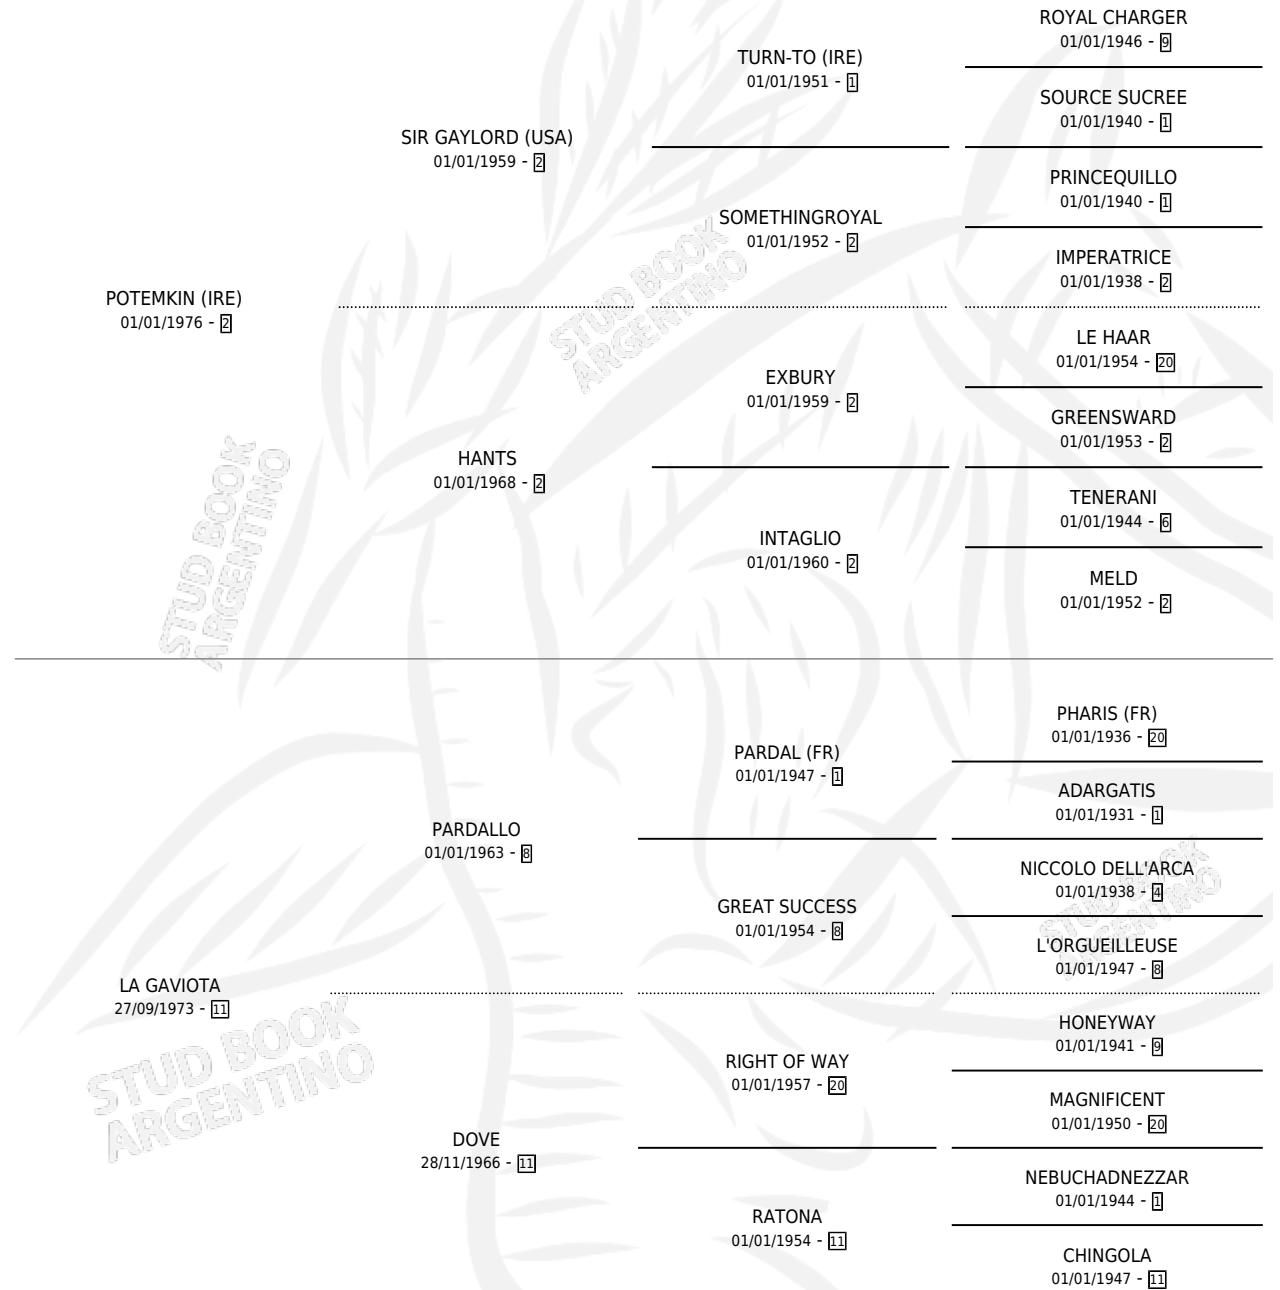 ROYAL CHARGER
01/01/1946 - 9
TURN-TO (IRE)
01/01/1951 - 1
SOURCE SUCREE
01/01/1940 - 1
SIR GAYLORD (USA)
01/01/1959 - 2
PRINCEQUILLO
01/01/1940 - 1
SOMETHINGROYAL
01/01/1952 - 2
IMPERATRICE
01/01/1938 - 2
POTEMKIN (IRE)
01/01/1976 - 2
STUD BOOK
ARGENTINO
LE HAAR
01/01/1954 - 20
EXBURY
01/01/1959 - 2
GREENSWARD
01/01/1953 - 2
HANTS
01/01/1968 - 2
TENERANI
01/01/1944 - 6
INTAGLIO
01/01/1960 - 2
MELD
01/01/1952 - 2
STUD BOOK
ARGENTINO
PHARIS (FR)
01/01/1936 - 20
PARDAL (FR)
01/01/1947 - 1
ADARGATIS
01/01/1931 - 1
PARDALLO
01/01/1963 - 8
NICCOLO DELL'ARCA
01/01/1938 - 4
GREAT SUCCESS
01/01/1954 - 8
L'ORGUEILLEUSE
01/01/1947 - 8
STUD BOOK
ARGENTINO
LA GAVIOTA
27/09/1973 - 11
HONEYWAY
01/01/1941 - 9
RIGHT OF WAY
01/01/1957 - 20
MAGNIFICENT
01/01/1950 - 20
STUD BOOK
ARGENTINO
DOVE
28/11/1966 - 11
NEBUCHADNEZZAR
01/01/1944 - 1
RATONA
01/01/1954 - 11
CHINGOLA
01/01/1947 - 11